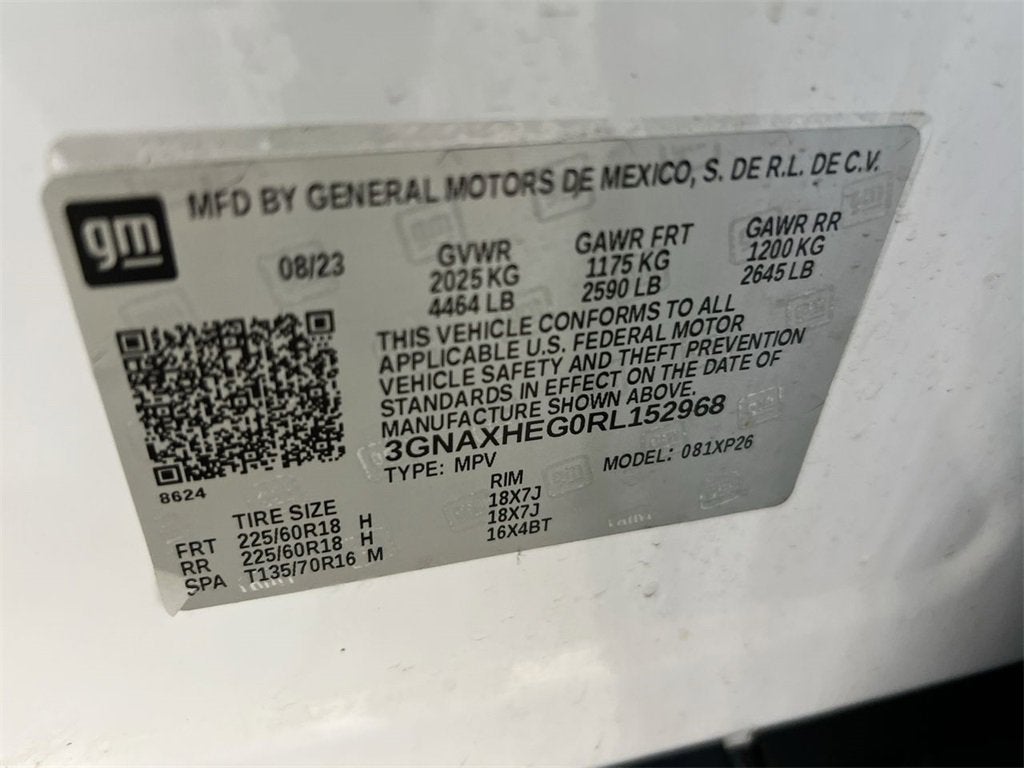 gm
MFD BY GENERAL MOTORS DE MEXICO, S. DE R.L. DE C.V.
08/23
GVWR
2025 KG
4464 LB
GAWR FRT
1175 KG
2590 LB
GAWR RR
1200 KG
2645 LB
THIS VEHICLE CONFORMS TO ALL
APPLICABLE U.S. FEDERAL MOTOR
VEHICLE SAFETY AND THEFT PREVENTION
STANDARDS IN EFFECT ON THE DATE OF
MANUFACTURE SHOWN ABOVE.
3GNAXHEG0RL152968
TYPE: MPV
MODEL: 081XP26
8624
TIRE SIZE RIM
FRT 225/60R18 H 18X7J
RR 225/60R18 H 18X7J
SPA T135/70R16 M 16X4BT